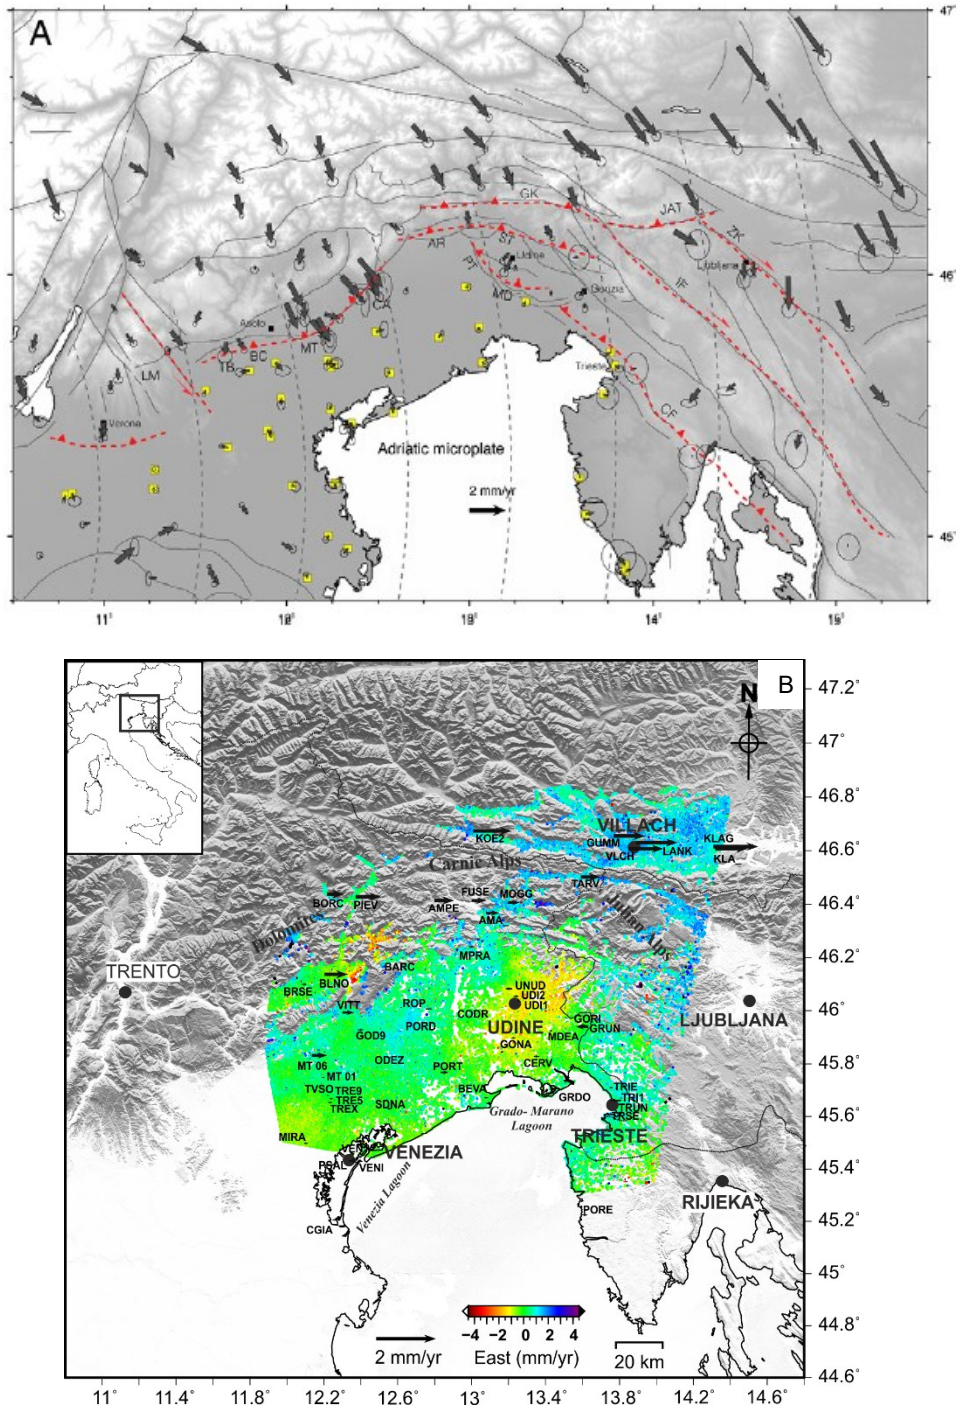 A
47°
GK
JAT
ZK
AR
ST
Udine
PT
Ljubljana
46°
IF
MD
Gorizia
CA
Asolo
MT
BC
TB
LM
Trieste
Verona
CF
Adriatic microplate
2 mm/yr
45°
11°
12°
13°
14°
15°
B
N
47.2˚
47˚
46.8˚
46.6˚
46.4˚
46.2˚
46˚
45.8˚
45.6˚
45.4˚
45.2˚
45˚
44.8˚
44.6˚
KOE2
VILLACH
GUMM
KLAG
VLCH
LANK
KLA
Carnic Alps
TARV
FUSE
MOGG
BORC
PIEV
AMPE
AMA
Julian Alps
Dolomites
MPRA
BARC
TRENTO
BLNO
BRSE
UNUD
UDI2
UDI1
VITT
ROP
CODR
UDINE
GORI
GRUN
LJUBLJANA
PORD
GOD9
MDEA
GONA
ODEZ
CERV
MT 06
MT 01
PORT
TVSO
TRE9
TRE5
TREX
BEVA
GRDO
TRIE
TRI1
TRUN
TRSE
SDNA
Grado- Marano
Lagoon
MIRA
TRIESTE
VENEZIA
PSAL
VENI
RIJIEKA
Venezia Lagoon
PORE
CGIA
−4
−2
0
2
4
2 mm/yr
East (mm/yr)
20 km
11˚
11.4˚
11.8˚
12.2˚
12.6˚
13˚
13.4˚
13.8˚
14.2˚
14.6˚